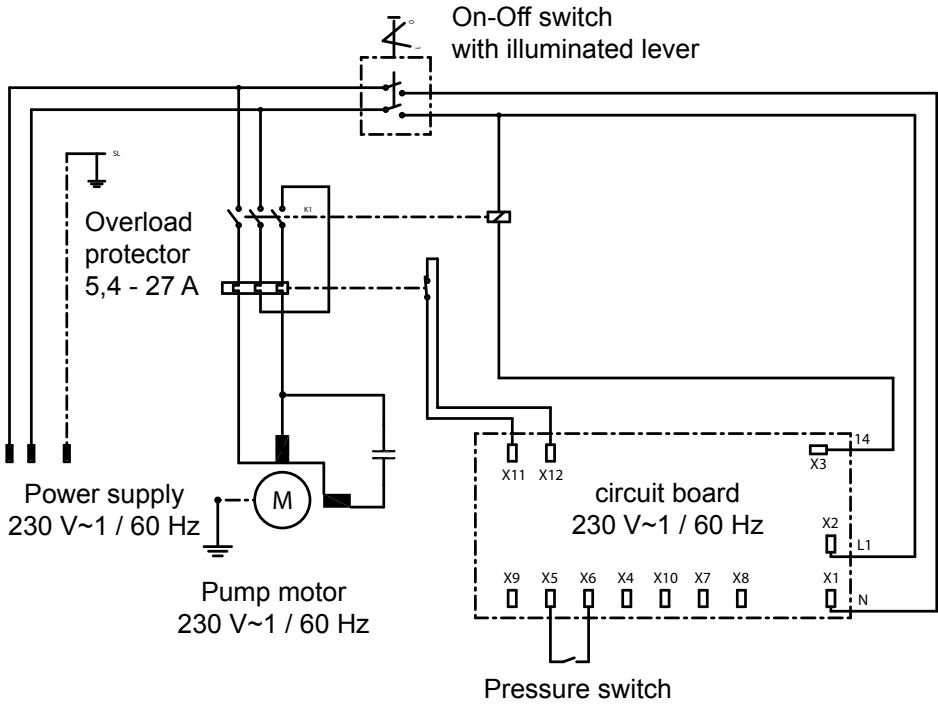 On-Off switch
with illuminated lever
O
I
SL
K1
Overload
protector
5,4 - 27 A
14
X3
X11 X12
Power supply
230 V~1 / 60 Hz
M
circuit board
230 V~1 / 60 Hz
X2
L1
X9 X5 X6 X4 X10 X7 X8 X1
N
Pump motor
230 V~1 / 60 Hz
Pressure switch